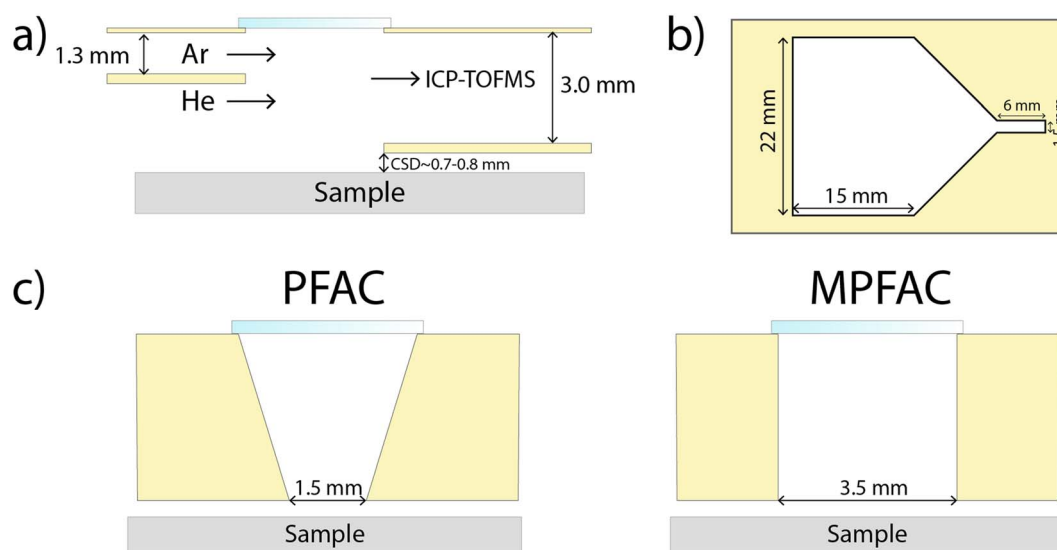 a)
1.3 mm
Ar
He
ICP-TOFMS
3.0 mm
CSD~0.7-0.8 mm
Sample
b)
22 mm
15 mm
6 mm
c)
PFAC
1.5 mm
Sample
MPFAC
3.5 mm
Sample